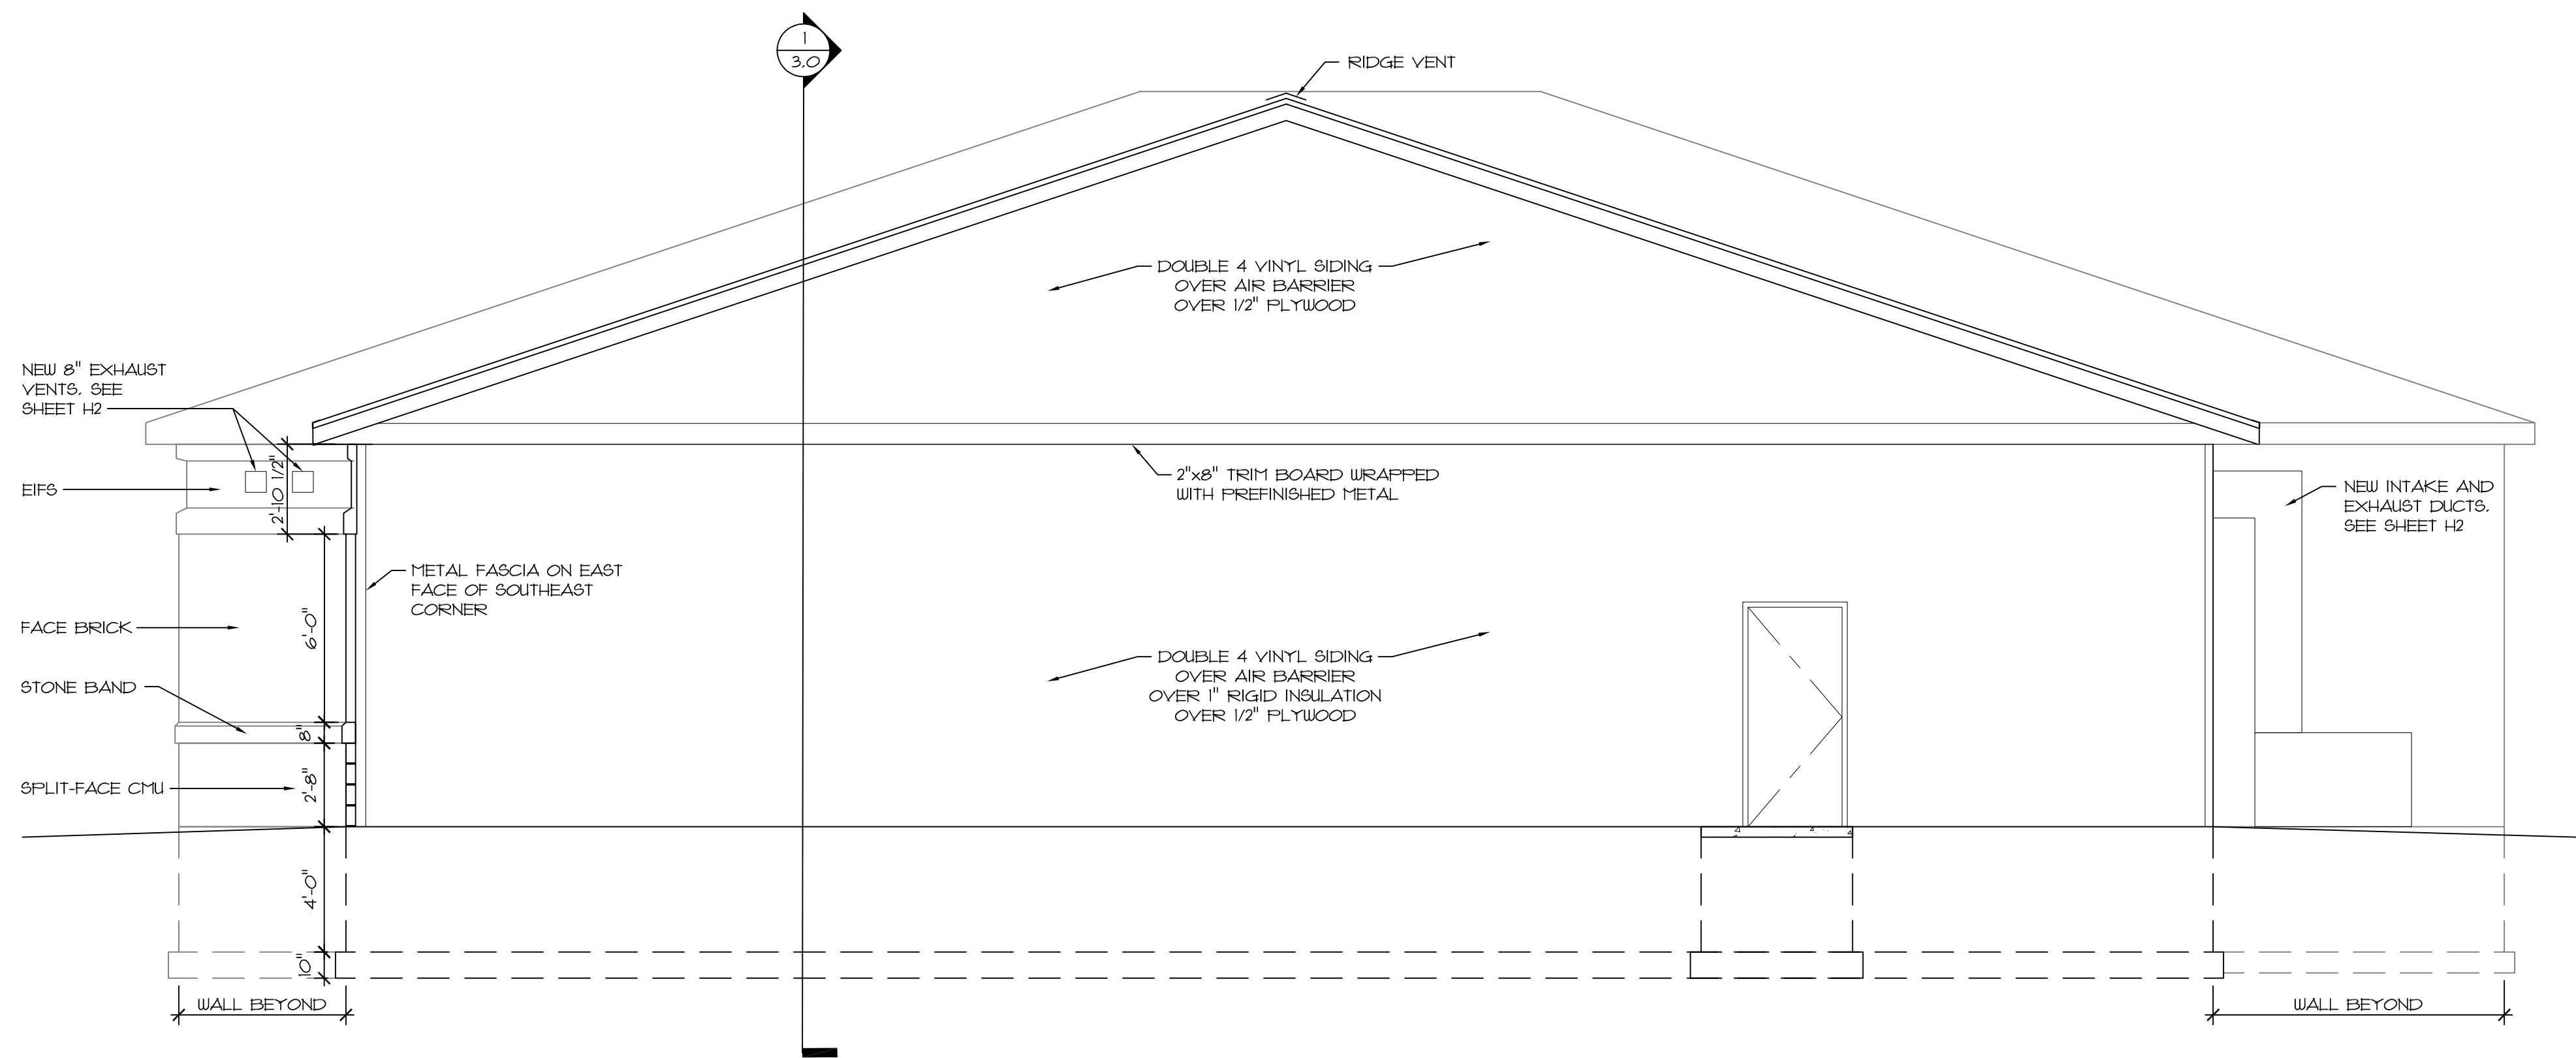 1
3.0
RIDGE VENT
DOUBLE 4 VINYL SIDING
OVER AIR BARRIER
OVER 1/2" PLYWOOD
NEW 8" EXHAUST
VENTS. SEE
SHEET H2
2'-10 1/2"
EIFS
2"x8" TRIM BOARD WRAPPED
WITH PREFINISHED METAL
NEW INTAKE AND
EXHAUST DUCTS.
SEE SHEET H2
METAL FASCIA ON EAST
FACE OF SOUTHEAST
CORNER
FACE BRICK
6'-0"
DOUBLE 4 VINYL SIDING
OVER AIR BARRIER
OVER 1" RIGID INSULATION
OVER 1/2" PLYWOOD
STONE BAND
8"
SPLIT-FACE CMU
2'-8"
4'-0"
10"
WALL BEYOND
WALL BEYOND